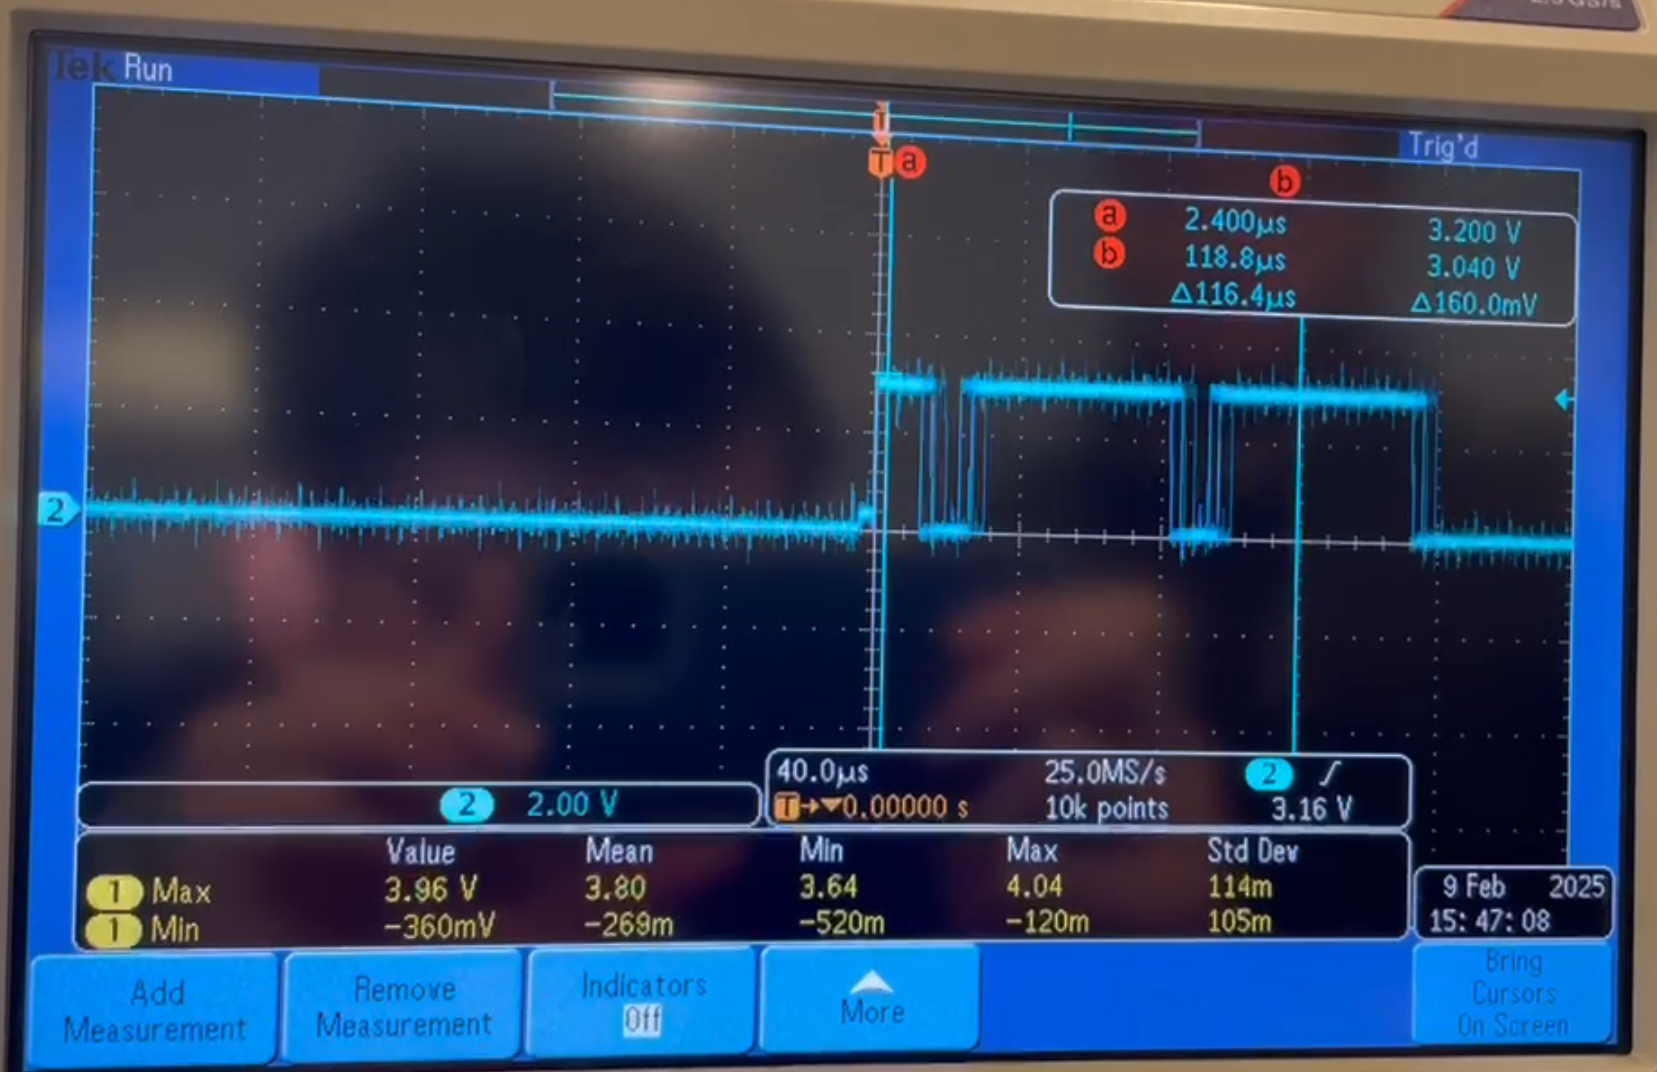 2.5 GS/s
Tek Run
Trig'd
T
T a
b
a 2.400µs 3.200 V
b 118.8µs 3.040 V
Δ116.4µs Δ160.0mV
2
2 2.00 V
40.0µs 25.0MS/s 2
T→▼0.00000 s 10k points 3.16 V
Value Mean Min Max Std Dev
1 Max 3.96 V 3.80 3.64 4.04 114m
1 Min −360mV −269m −520m −120m 105m
9 Feb 2025
15:47:08
Add
Measurement
Remove
Measurement
Indicators
Off
More
Bring
Cursors
On Screen